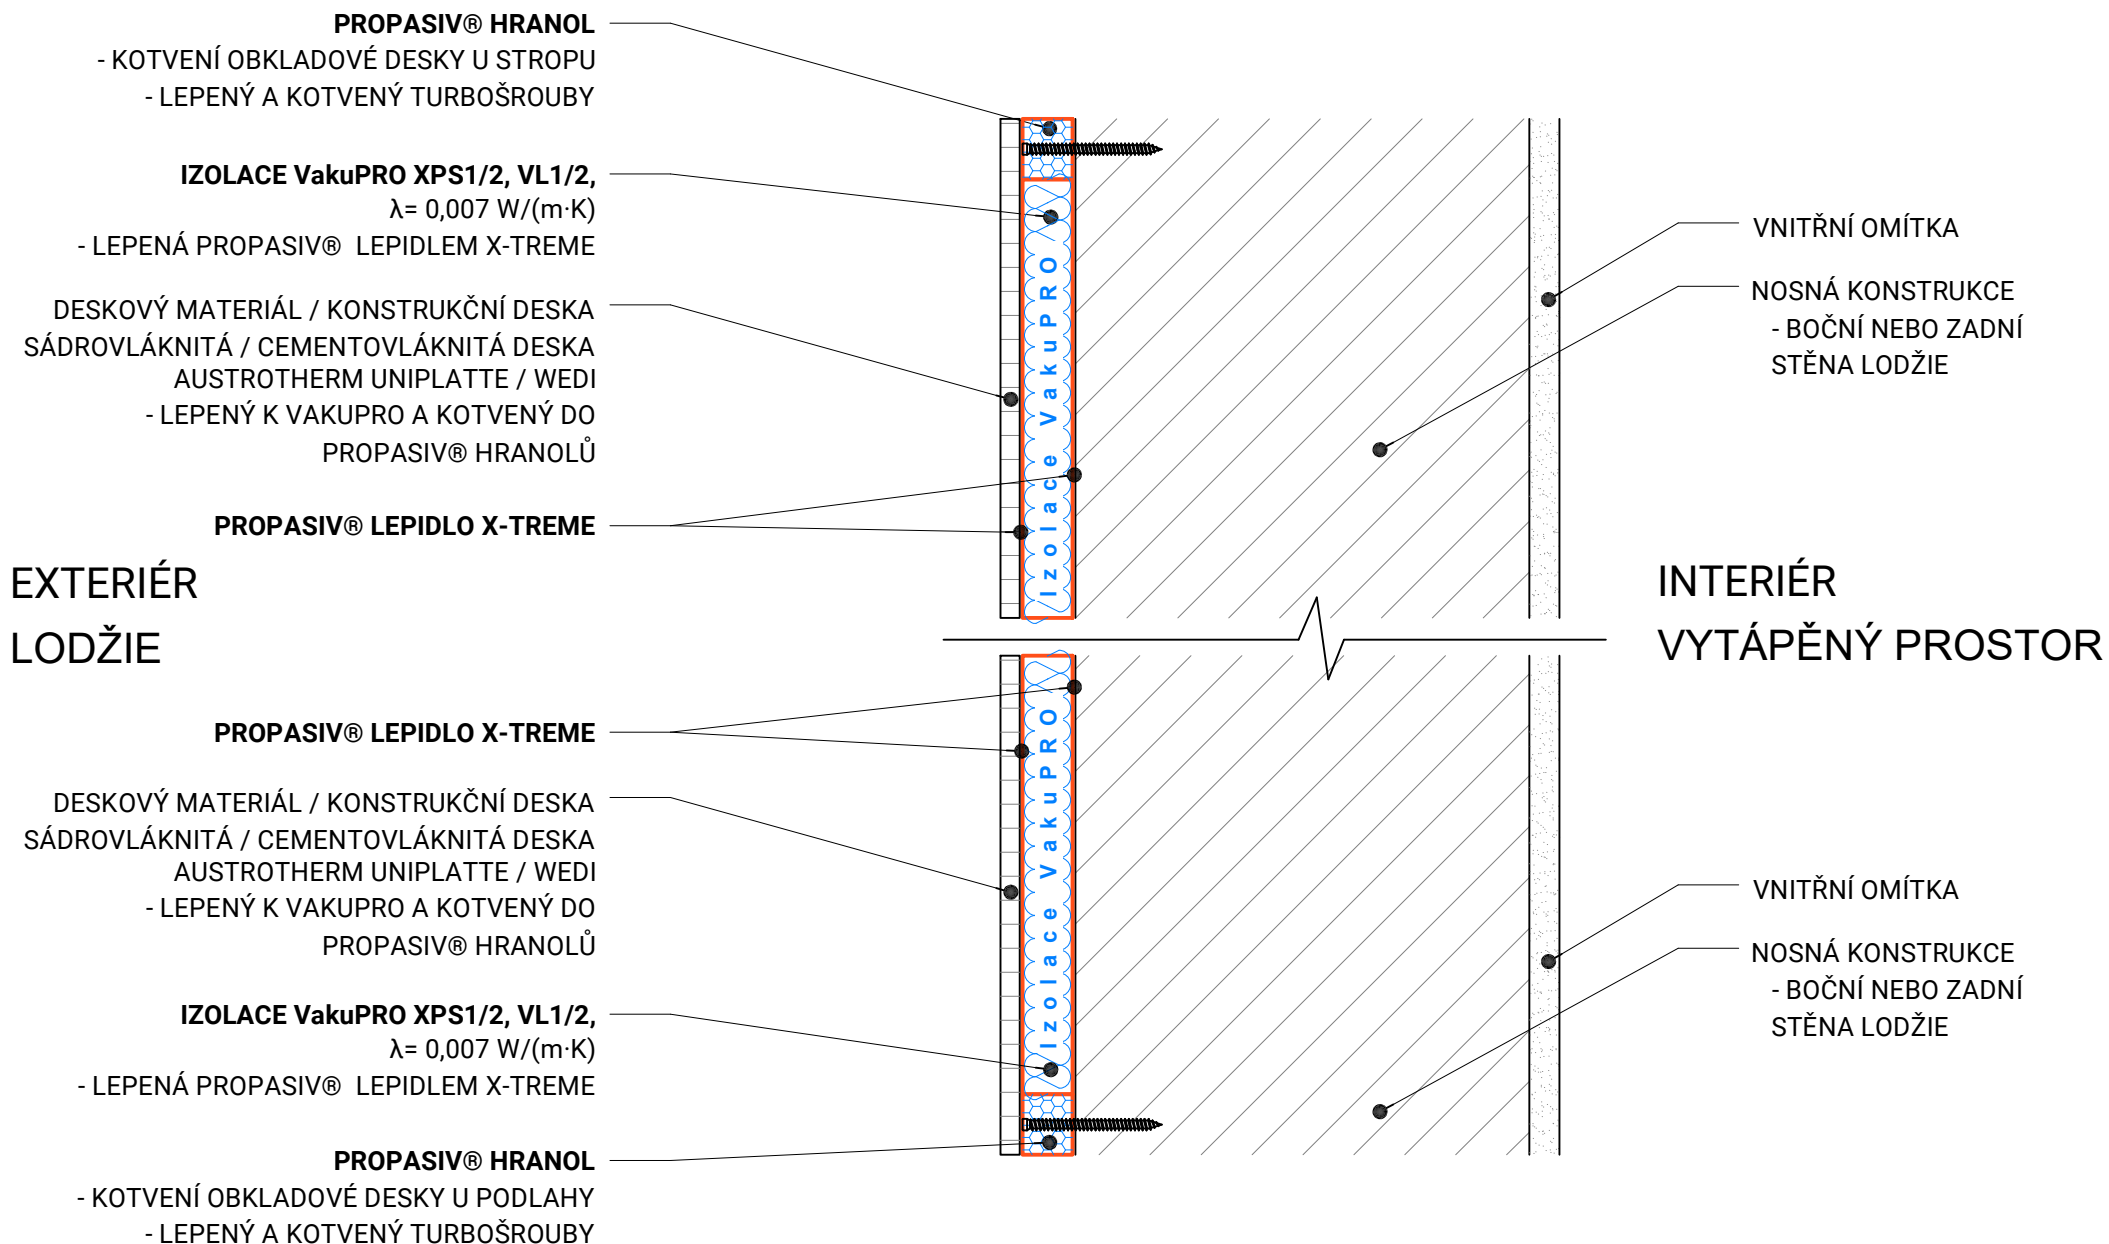 PROPASIV® HRANOL
- KOTVENÍ OBKLADOVÉ DESKY U STROPU
- LEPENÝ A KOTVENÝ TURBOŠROUBY
IZOLACE VakuPRO XPS1/2, VL1/2,
λ= 0,007 W/(m·K)
- LEPENÁ PROPASIV® LEPIDLEM X-TREME
DESKOVÝ MATERIÁL / KONSTRUKČNÍ DESKA
SÁDROVLÁKNITÁ / CEMENTOVLÁKNITÁ DESKA
AUSTROTHERM UNIPLATTE / WEDI
- LEPENÝ K VAKUPRO A KOTVENÝ DO
PROPASIV® HRANOLŮ
PROPASIV® LEPIDLO X-TREME
EXTERIÉR
LODŽIE
PROPASIV® LEPIDLO X-TREME
DESKOVÝ MATERIÁL / KONSTRUKČNÍ DESKA
SÁDROVLÁKNITÁ / CEMENTOVLÁKNITÁ DESKA
AUSTROTHERM UNIPLATTE / WEDI
- LEPENÝ K VAKUPRO A KOTVENÝ DO
PROPASIV® HRANOLŮ
IZOLACE VakuPRO XPS1/2, VL1/2,
λ= 0,007 W/(m·K)
- LEPENÁ PROPASIV® LEPIDLEM X-TREME
PROPASIV® HRANOL
- KOTVENÍ OBKLADOVÉ DESKY U PODLAHY
- LEPENÝ A KOTVENÝ TURBOŠROUBY
Izolace VakuPRO
Izolace VakuPRO
VNITŘNÍ OMÍTKA
NOSNÁ KONSTRUKCE
- BOČNÍ NEBO ZADNÍ
STĚNA LODŽIE
INTERIÉR
VYTÁPĚNÝ PROSTOR
VNITŘNÍ OMÍTKA
NOSNÁ KONSTRUKCE
- BOČNÍ NEBO ZADNÍ
STĚNA LODŽIE